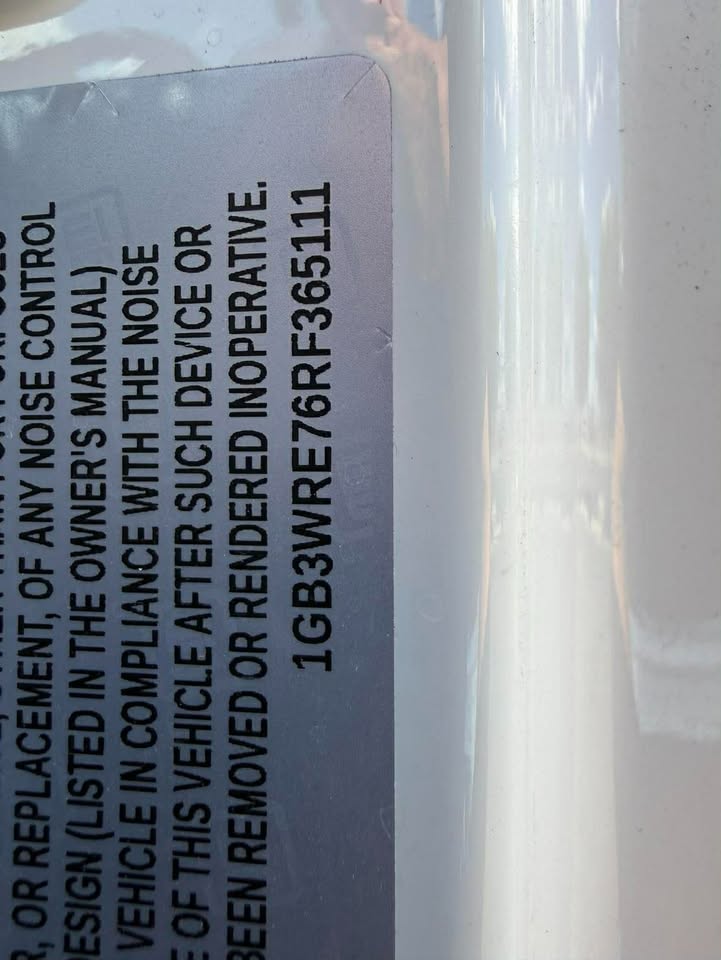 R, OR REPLACEMENT, OF ANY NOISE CONTROL
DESIGN (LISTED IN THE OWNER'S MANUAL)
VEHICLE IN COMPLIANCE WITH THE NOISE
E OF THIS VEHICLE AFTER SUCH DEVICE OR
BEEN REMOVED OR RENDERED INOPERATIVE.
1GB3WRE76RF365111